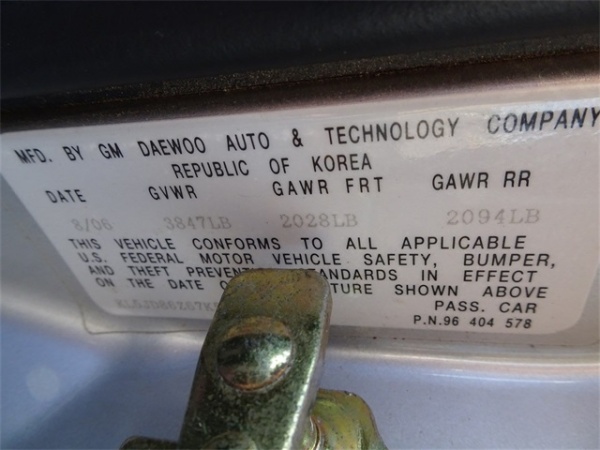 MFD. BY GM DAEWOO AUTO & TECHNOLOGY COMPANY
REPUBLIC OF KOREA
DATE GVWR GAWR FRT GAWR RR
8/06 3847LB 2028LB 2094LB
THIS VEHICLE CONFORMS TO ALL APPLICABLE
U.S. FEDERAL MOTOR VEHICLE SAFETY, BUMPER,
AND THEFT PREVENT STANDARDS IN EFFECT
ON THE DATE O TURE SHOWN ABOVE
PASS. CAR
P.N.96 404 578